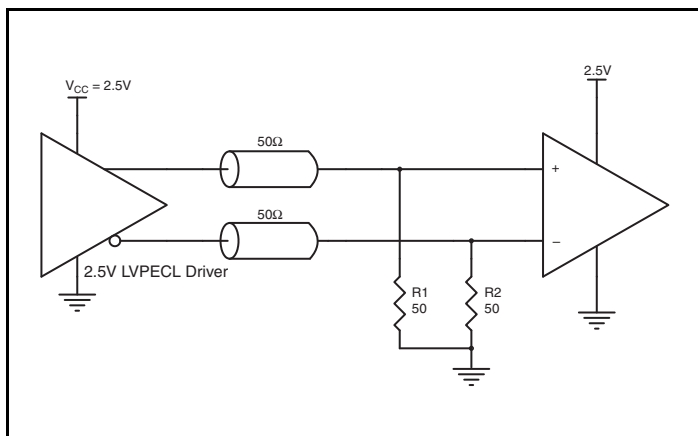 V_CC = 2.5V
2.5V
50Ω
50Ω
+
−
2.5V LVPECL Driver
R1
50
R2
50